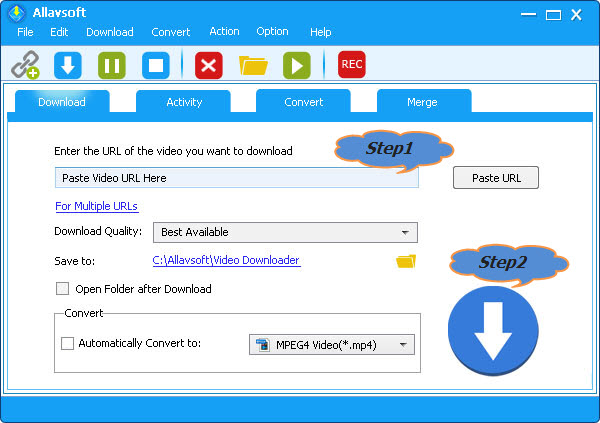 Allavsoft
File Edit Download Convert Action Option Help
REC
Download Activity Convert Merge
Enter the URL of the video you want to download
Step1
Paste Video URL Here
Paste URL
For Multiple URLs
Download Quality: Best Available
Step2
Save to: C:\Allavsoft\Video Downloader
Open Folder after Download
Convert
Automatically Convert to: MPEG4 Video(*.mp4)